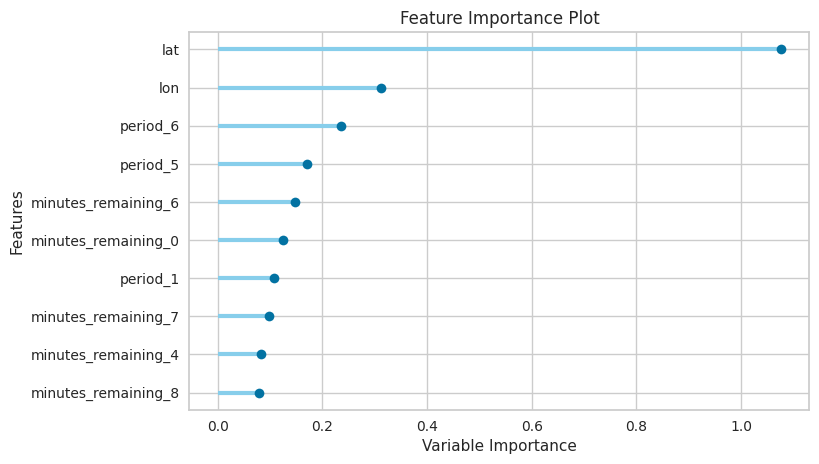 Feature Importance Plot
Features
lat
lon
period_6
period_5
minutes_remaining_6
minutes_remaining_0
period_1
minutes_remaining_7
minutes_remaining_4
minutes_remaining_8
0.0 0.2 0.4 0.6 0.8 1.0
Variable Importance